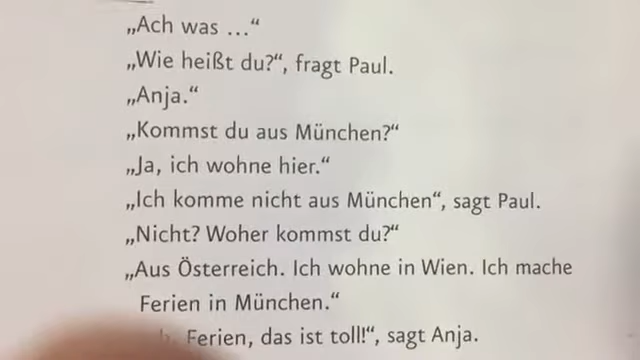 „Ach was …“
„Wie heißt du?“, fragt Paul.
„Anja.“
„Kommst du aus München?“
„Ja, ich wohne hier.“
„Ich komme nicht aus München“, sagt Paul.
„Nicht? Woher kommst du?“
„Aus Österreich. Ich wohne in Wien. Ich mache
Ferien in München.“
Ferien, das ist toll!“, sagt Anja.